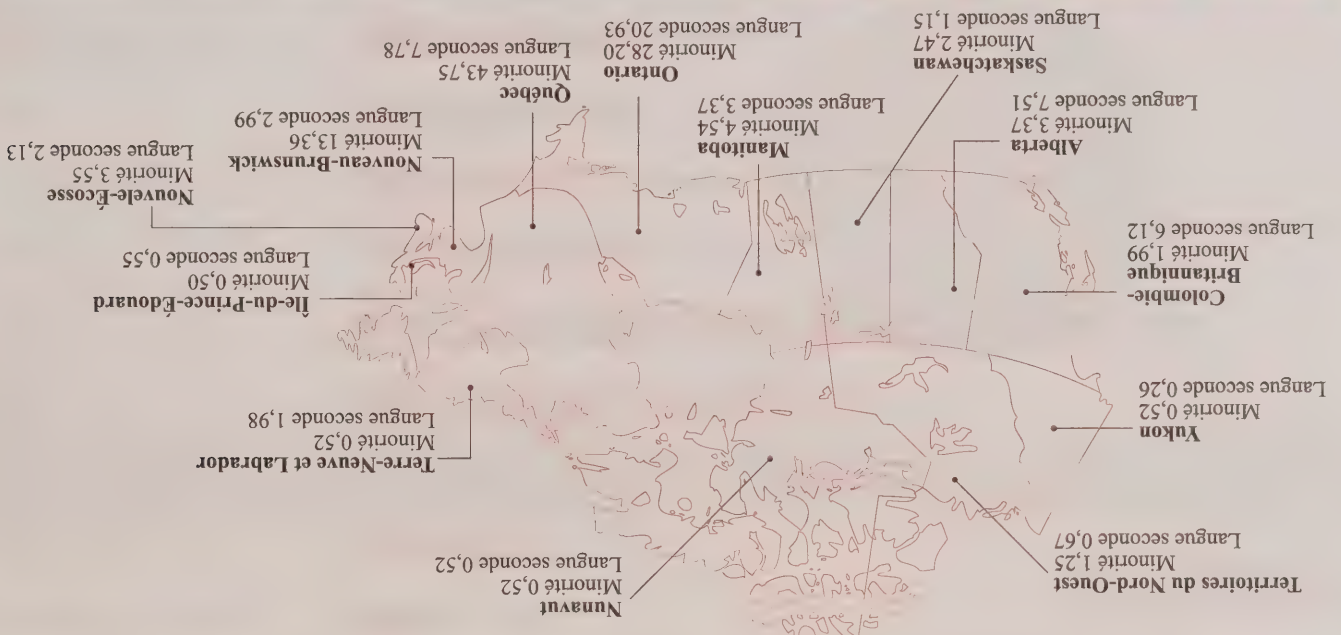 Territoires du Nord-Ouest
Minorité 1,25
Langue seconde 0,67
Nunavut
Minorité 0,52
Langue seconde 0,52
Yukon
Minorité 0,52
Langue seconde 0,26
Terre-Neuve et Labrador
Minorité 0,52
Langue seconde 1,98
Colombie-
Britannique
Minorité 1,99
Langue seconde 6,12
Île-du-Prince-Édouard
Minorité 0,50
Langue seconde 0,55
Alberta
Minorité 3,37
Langue seconde 7,51
Saskatchewan
Minorité 2,47
Langue seconde 1,15
Manitoba
Minorité 4,54
Langue seconde 3,37
Ontario
Minorité 28,20
Langue seconde 20,93
Québec
Minorité 43,75
Langue seconde 7,78
Nouveau-Brunswick
Minorité 13,36
Langue seconde 2,99
Nouvele-Écosse
Minorité 3,55
Langue seconde 2,13